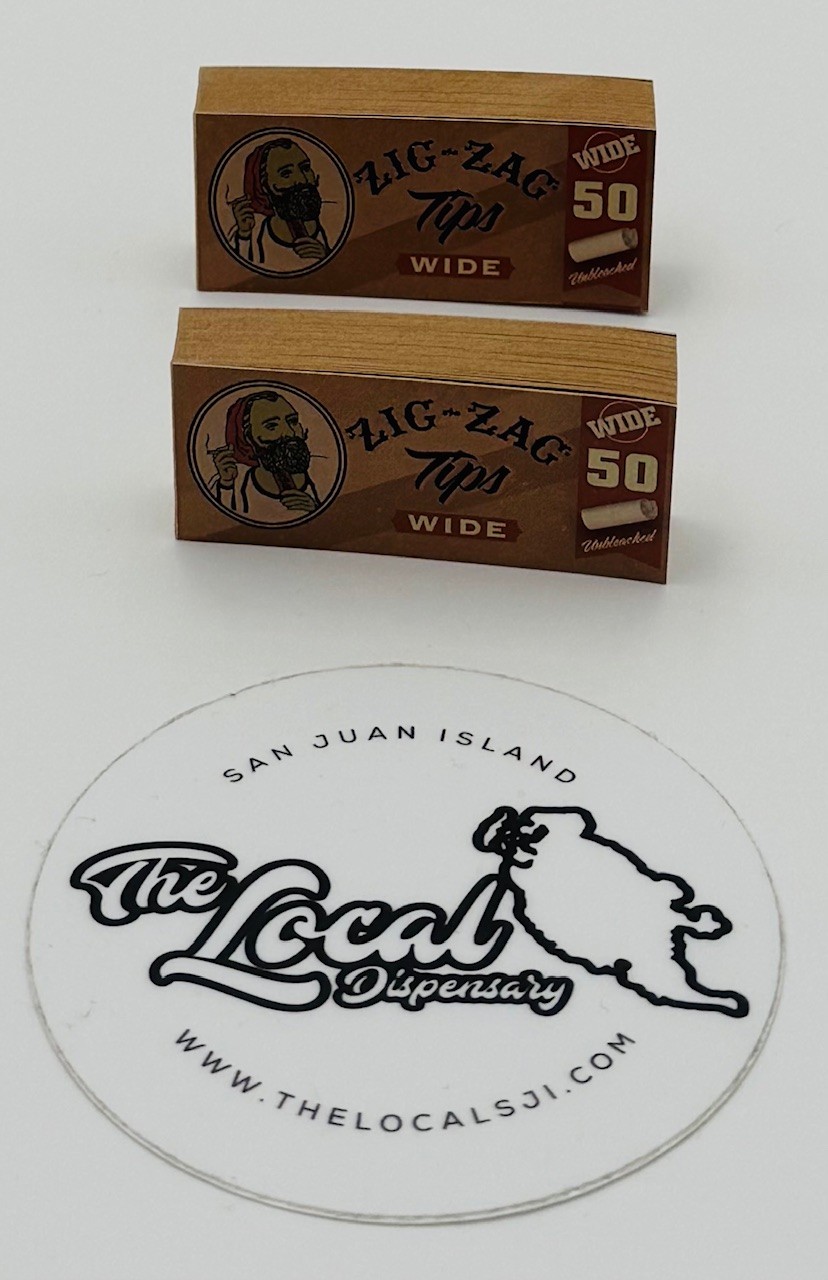 ZIG-ZAG
Tips
WIDE
WIDE
50
Unbleached
ZIG-ZAG
Tips
WIDE
WIDE
50
Unbleached
SAN JUAN ISLAND
The
Local
Dispensary
WWW.THELOCALSJI.COM